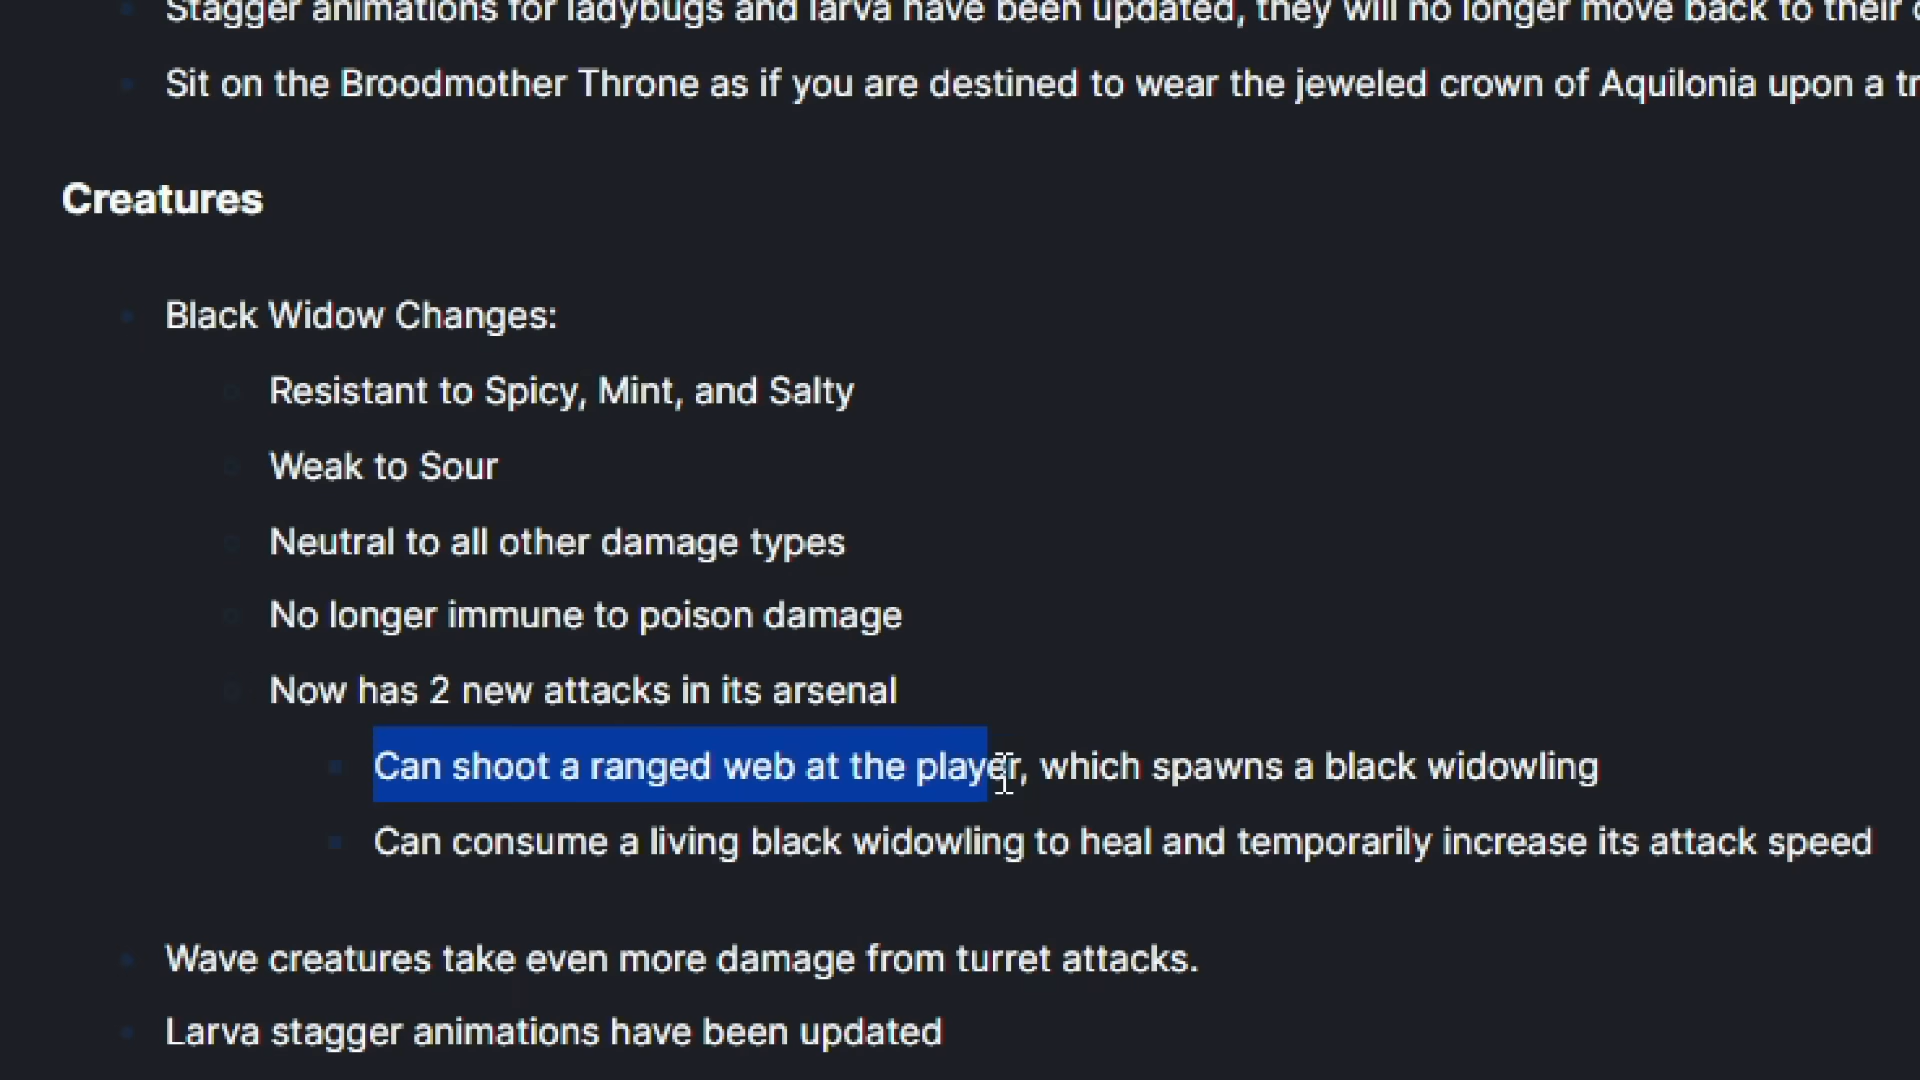 Stagger animations for ladybugs and larva have been updated, they will no longer move back to their
Sit on the Broodmother Throne as if you are destined to wear the jeweled crown of Aquilonia upon a tr
Creatures
Black Widow Changes:
Resistant to Spicy, Mint, and Salty
Weak to Sour
Neutral to all other damage types
No longer immune to poison damage
Now has 2 new attacks in its arsenal
Can shoot a ranged web at the player, which spawns a black widowling
Can consume a living black widowling to heal and temporarily increase its attack speed
Wave creatures take even more damage from turret attacks.
Larva stagger animations have been updated